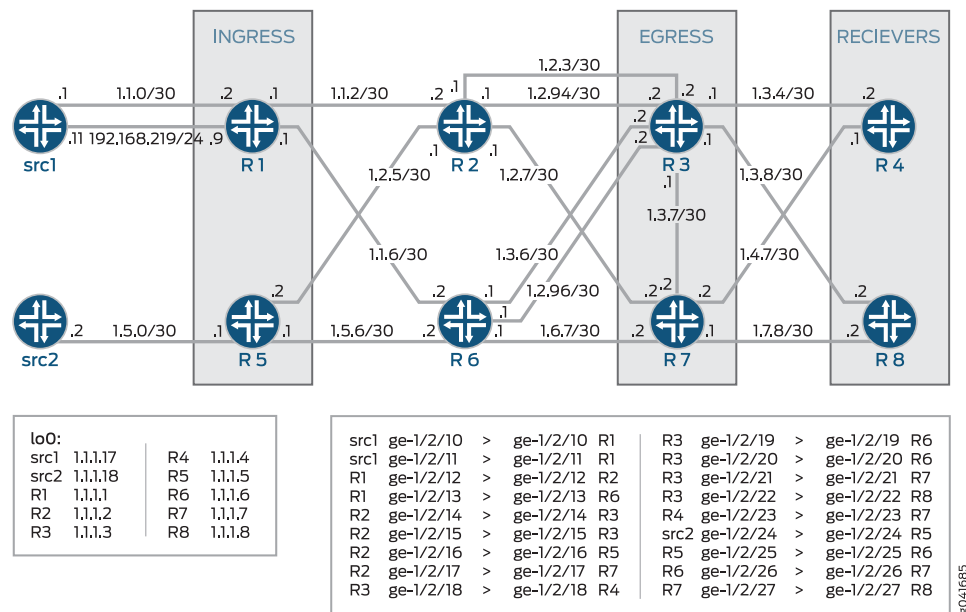 INGRESS EGRESS RECIEVERS
1.2.3/30
.1 1.1.0/30 .2 .1 1.1.2/30 .2 .1 .1 1.2.94/30 .2 .2 .1 1.3.4/30 .2
.11 192.168.219/24 .9 .1 .1 .1 .2 .2 .1 .1
src1 R1 R2 R3 R4
1.2.5/30 1.2.7/30 .1 1.3.8/30
1.3.7/30
1.1.6/30 1.3.6/30 1.4.7/30
1.2.96/30
.2 .2 .1 .2 .2 .2 .2
.2 1.5.0/30 .1 .1 1.5.6/30 .2 .1 .1 1.6.7/30 .2 .1 1.7.8/30 .2
src2 R5 R6 R7 R8
lo0:
src1 1.1.1.17 R4 1.1.1.4
src2 1.1.1.18 R5 1.1.1.5
R1 1.1.1.1 R6 1.1.1.6
R2 1.1.1.2 R7 1.1.1.7
R3 1.1.1.3 R8 1.1.1.8
src1 ge-1/2/10 > ge-1/2/10 R1 R3 ge-1/2/19 > ge-1/2/19 R6
src1 ge-1/2/11 > ge-1/2/11 R1 R3 ge-1/2/20 > ge-1/2/20 R6
R1 ge-1/2/12 > ge-1/2/12 R2 R3 ge-1/2/21 > ge-1/2/21 R7
R1 ge-1/2/13 > ge-1/2/13 R6 R3 ge-1/2/22 > ge-1/2/22 R8
R2 ge-1/2/14 > ge-1/2/14 R3 R4 ge-1/2/23 > ge-1/2/23 R7
R2 ge-1/2/15 > ge-1/2/15 R3 src2 ge-1/2/24 > ge-1/2/24 R5
R2 ge-1/2/16 > ge-1/2/16 R5 R5 ge-1/2/25 > ge-1/2/25 R6
R2 ge-1/2/17 > ge-1/2/17 R7 R6 ge-1/2/26 > ge-1/2/26 R7
R3 ge-1/2/18 > ge-1/2/18 R4 R7 ge-1/2/27 > ge-1/2/27 R8
g041685